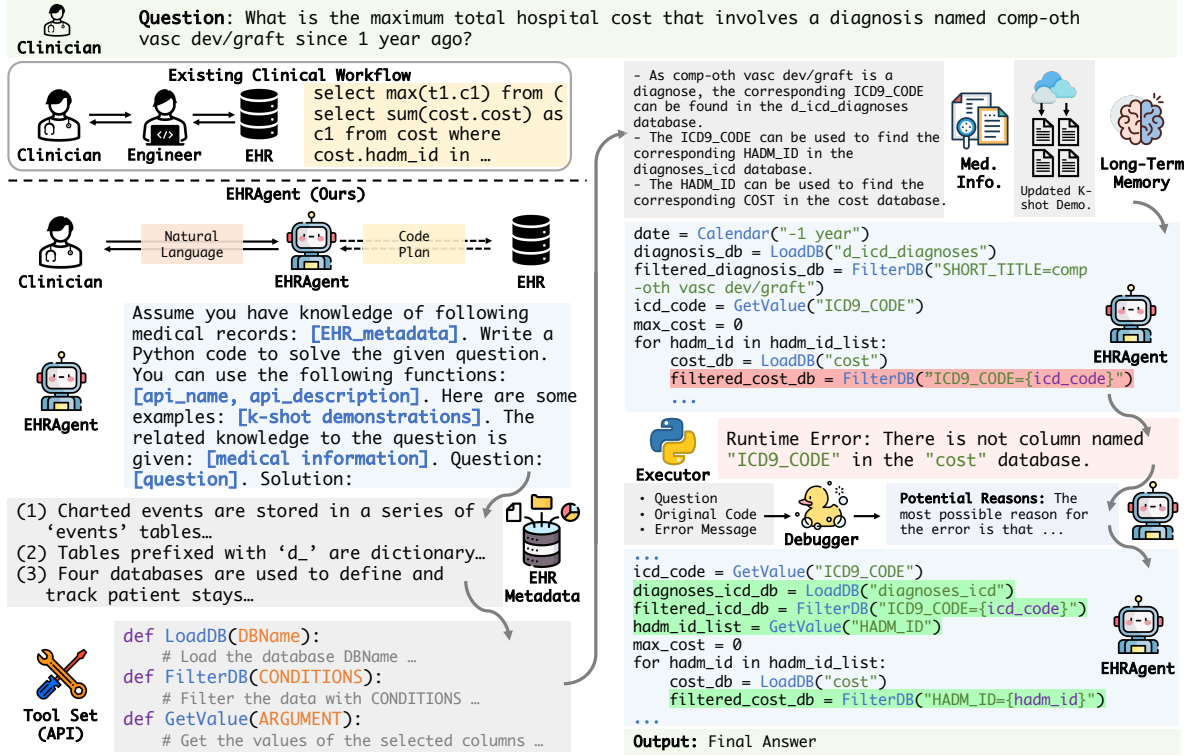 Question: What is the maximum total hospital cost that involves a diagnosis named comp-oth
vasc dev/graft since 1 year ago?
Clinician
Existing Clinical Workflow
Clinician
Engineer
EHR
select max(t1.c1) from (
select sum(cost.cost) as
c1 from cost where
cost.hadm_id in …
EHRAgent (Ours)
Clinician
Natural
Language
EHRAgent
Code
Plan
EHR
EHRAgent
Assume you have knowledge of following
medical records: [EHR_metadata]. Write a
Python code to solve the given question.
You can use the following functions:
[api_name, api_description]. Here are some
examples: [k-shot demonstrations]. The
related knowledge to the question is
given: [medical information]. Question:
[question]. Solution:
(1) Charted events are stored in a series of
‘events’ tables…
(2) Tables prefixed with ‘d_’ are dictionary…
(3) Four databases are used to define and
track patient stays…
EHR
Metadata
Tool Set
(API)
def LoadDB(DBName):
# Load the database DBName …
def FilterDB(CONDITIONS):
# Filter the data with CONDITIONS …
def GetValue(ARGUMENT):
# Get the values of the selected columns …
- As comp-oth vasc dev/graft is a
diagnose, the corresponding ICD9_CODE
can be found in the d_icd_diagnoses
database.
- The ICD9_CODE can be used to find the
corresponding HADM_ID in the
diagnoses_icd database.
- The HADM_ID can be used to find the
corresponding COST in the cost database.
Med.
Info.
Updated K-
shot Demo.
Long-Term
Memory
date = Calendar("-1 year")
diagnosis_db = LoadDB("d_icd_diagnoses")
filtered_diagnosis_db = FilterDB("SHORT_TITLE=comp
-oth vasc dev/graft")
icd_code = GetValue("ICD9_CODE")
max_cost = 0
for hadm_id in hadm_id_list:
cost_db = LoadDB("cost")
filtered_cost_db = FilterDB(”ICD9_CODE={icd_code}")
...
EHRAgent
Executor
Runtime Error: There is not column named
"ICD9_CODE" in the "cost" database.
• Question
• Original Code
• Error Message
Debugger
Potential Reasons: The
most possible reason for
the error is that ...
...
icd_code = GetValue("ICD9_CODE")
diagnoses_icd_db = LoadDB("diagnoses_icd")
filtered_icd_db = FilterDB("ICD9_CODE={icd_code}")
hadm_id_list = GetValue("HADM_ID")
max_cost = 0
for hadm_id in hadm_id_list:
cost_db = LoadDB("cost")
filtered_cost_db = FilterDB("HADM_ID={hadm_id}")
...
EHRAgent
Output: Final Answer